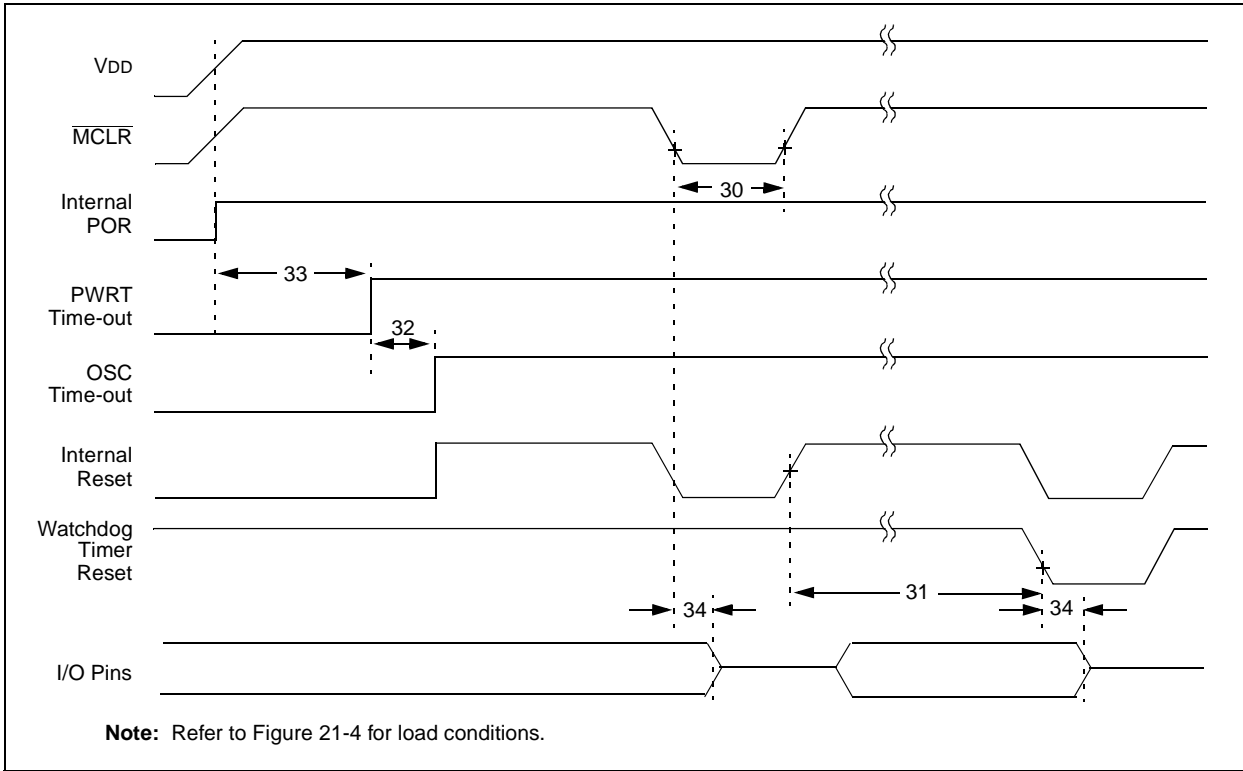 VDD
MCLR
Internal
POR
30
33
PWRT
Time-out
32
OSC
Time-out
Internal
Reset
Watchdog
Timer
Reset
31
34
34
I/O Pins
Note: Refer to Figure 21-4 for load conditions.